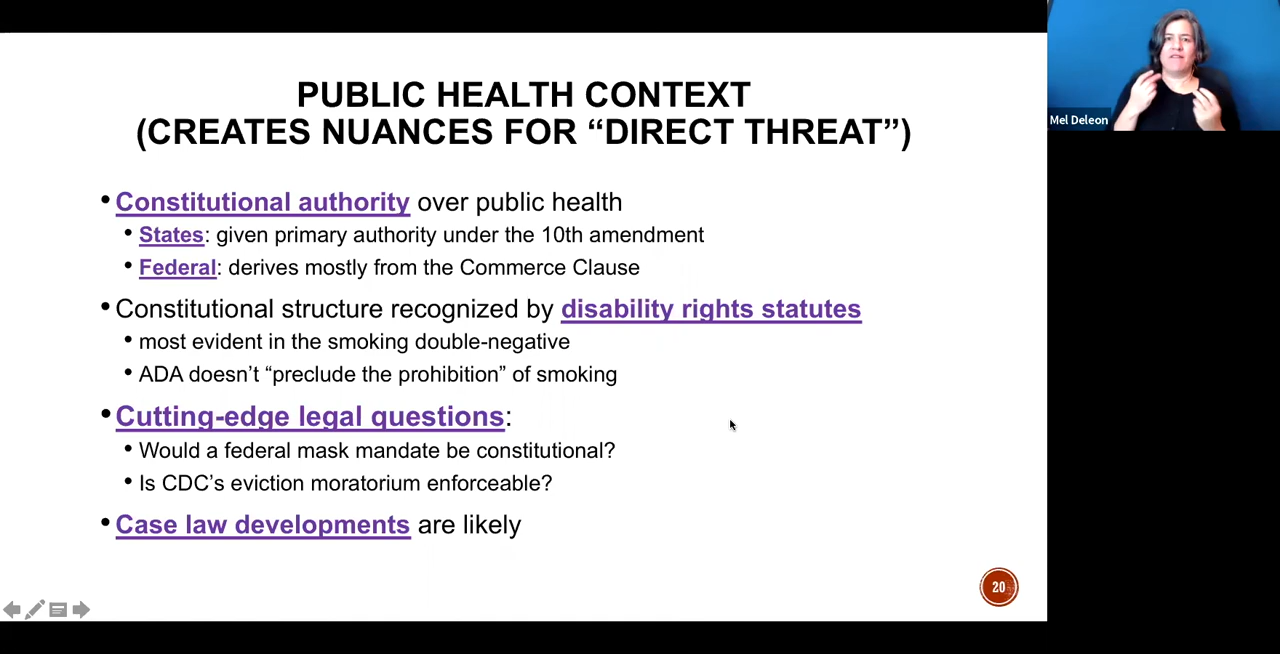 PUBLIC HEALTH CONTEXT
(CREATES NUANCES FOR “DIRECT THREAT”)
• Constitutional authority over public health
• States: given primary authority under the 10th amendment
• Federal: derives mostly from the Commerce Clause
• Constitutional structure recognized by disability rights statutes
• most evident in the smoking double-negative
• ADA doesn’t “preclude the prohibition” of smoking
• Cutting-edge legal questions:
• Would a federal mask mandate be constitutional?
• Is CDC’s eviction moratorium enforceable?
• Case law developments are likely
20
Mel Deleon